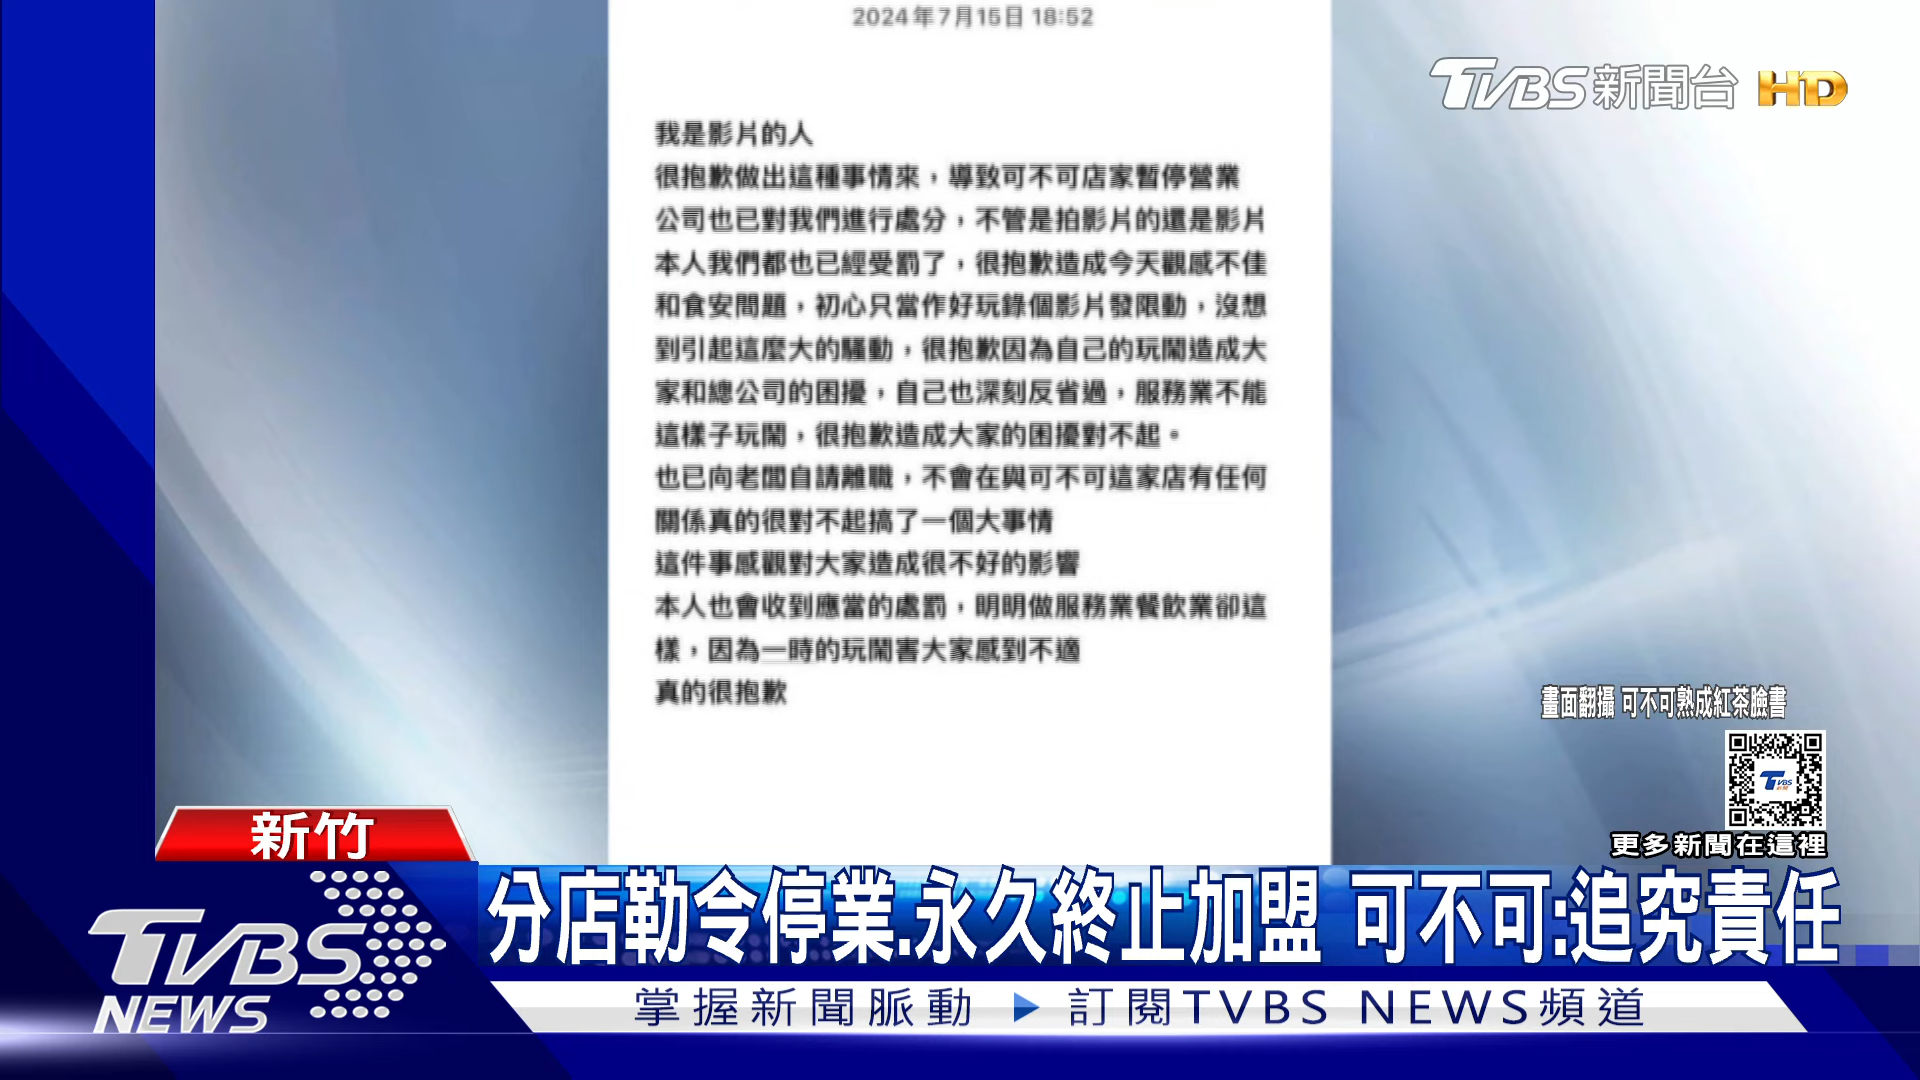 2024年7月15日 18:52
TVBS新聞台 HD
我是影片的人
很抱歉做出這種事情來，導致可不可店家暫停營業
公司也已對我們進行處分，不管是拍影片的還是影片
本人我們都也已經受罰了，很抱歉造成今天觀感不佳
和食安問題，初心只當作好玩錄個影片發限動，沒想
到引起這麼大的騷動，很抱歉因為自己的玩鬧造成大
家和總公司的困擾，自己也深刻反省過，服務業不能
這樣子玩鬧，很抱歉造成大家的困擾對不起。
也已向老闆自請離職，不會在與可不可這家店有任何
關係真的很對不起搞了一個大事情
這件事感觀對大家造成很不好的影響
本人也會收到應當的處罰，明明做服務業餐飲業卻這
樣，因為一時的玩鬧害大家感到不適
真的很抱歉
畫面翻攝 可不可熟成紅茶臉書
TVBS新聞
更多新聞在這裡
新竹
分店勒令停業.永久終止加盟 可不可:追究責任
TVBS NEWS
掌握新聞脈動 ▶ 訂閱TVBS NEWS頻道